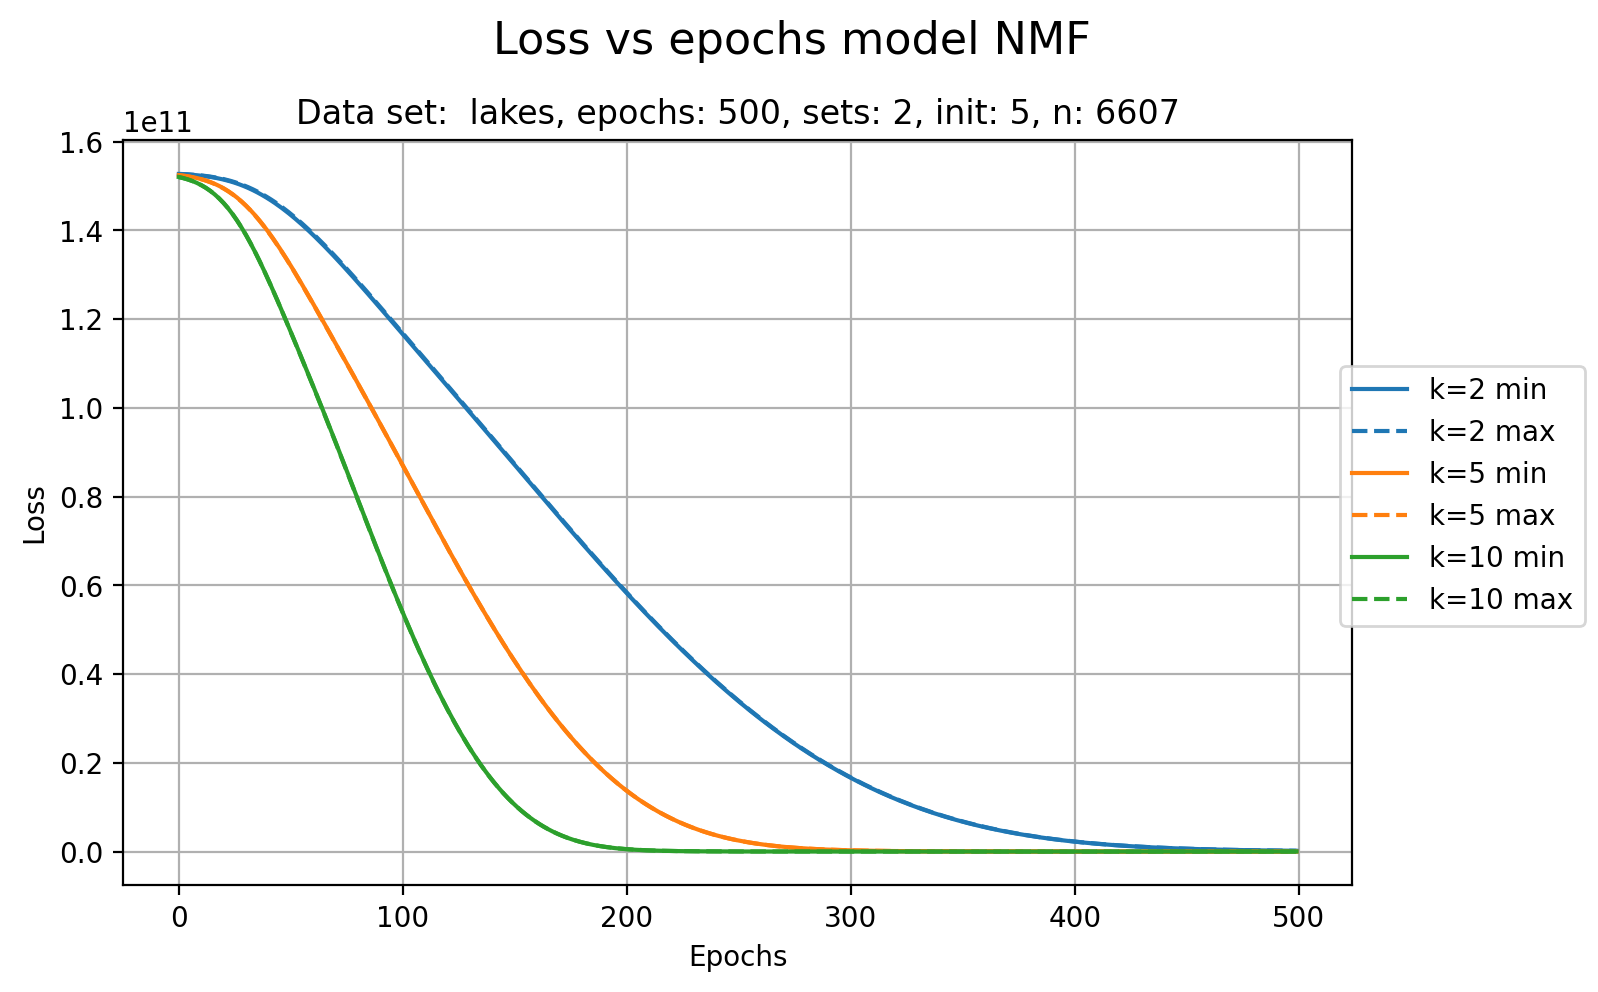 Loss vs epochs model NMF
Data set:  lakes, epochs: 500, sets: 2, init: 5, n: 6607
1e11
1.6
1.4
1.2
1.0
0.8
0.6
0.4
0.2
0.0
Loss
k=2 min
k=2 max
k=5 min
k=5 max
k=10 min
k=10 max
0 100 200 300 400 500
Epochs